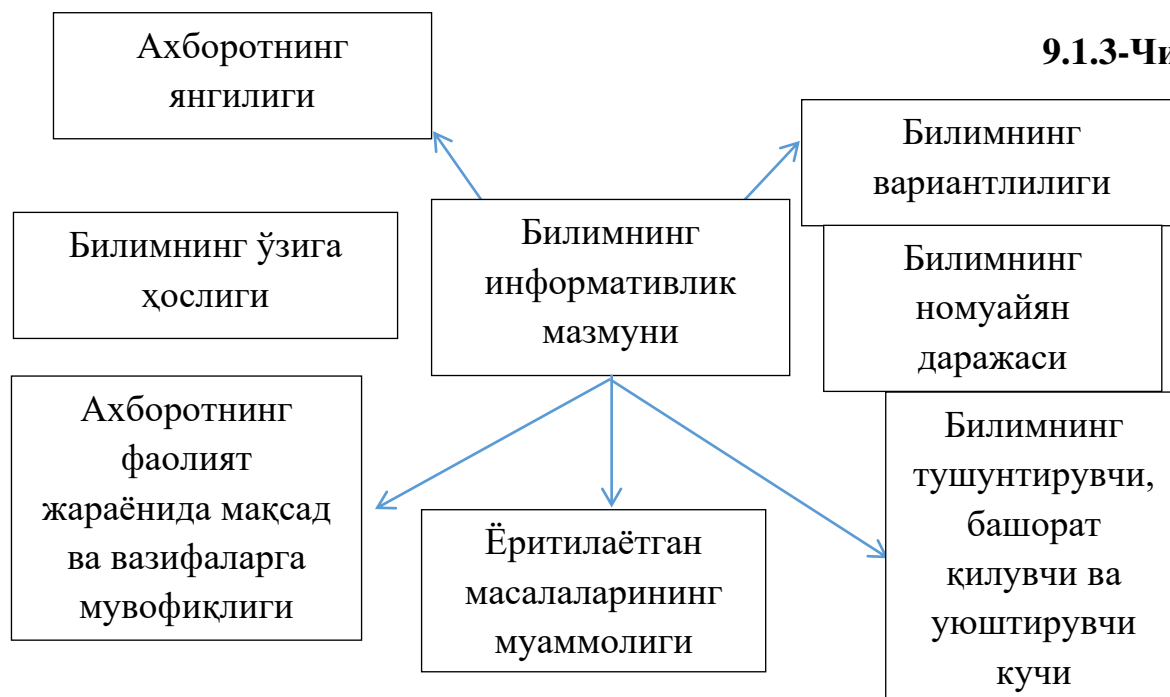 Ахборотнинг
янгилиги
9.1.3-Чи
Билимнинг
вариантлилиги
Билимнинг ўзига
ҳослиги
Билимнинг
информативлик
мазмуни
Билимнинг
номуайян
даражаси
Ахборотнинг
фаолият
жараёнида мақсад
ва вазифаларга
мувофиқлиги
Ёритилаётган
масалаларининг
муаммолиги
Билимнинг
тушунтирувчи,
башорат
қилувчи ва
уюштирувчи
кучи